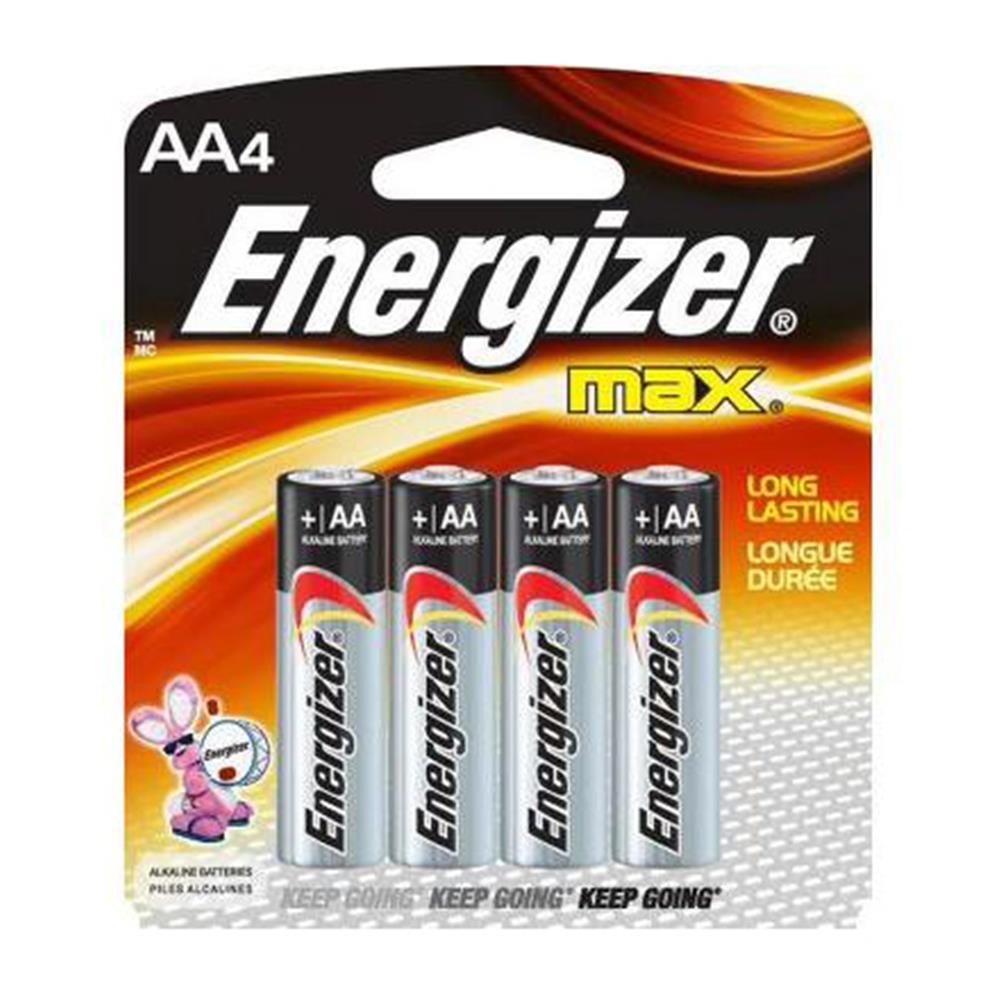 AA4
Energizer®
TM
MC
max®
+|AA +|AA +|AA +|AA
ALKALINE BATTERY ALKALINE BATTERY ALKALINE BATTERY ALKALINE BATTERY
LONG
LASTING
LONGUE
DURÉE
Energizer® Energizer® Energizer® Energizer®
Energizer
ALKALINE BATTERIES
PILES ALCALINES
KEEP GOING® KEEP GOING® KEEP GOING®